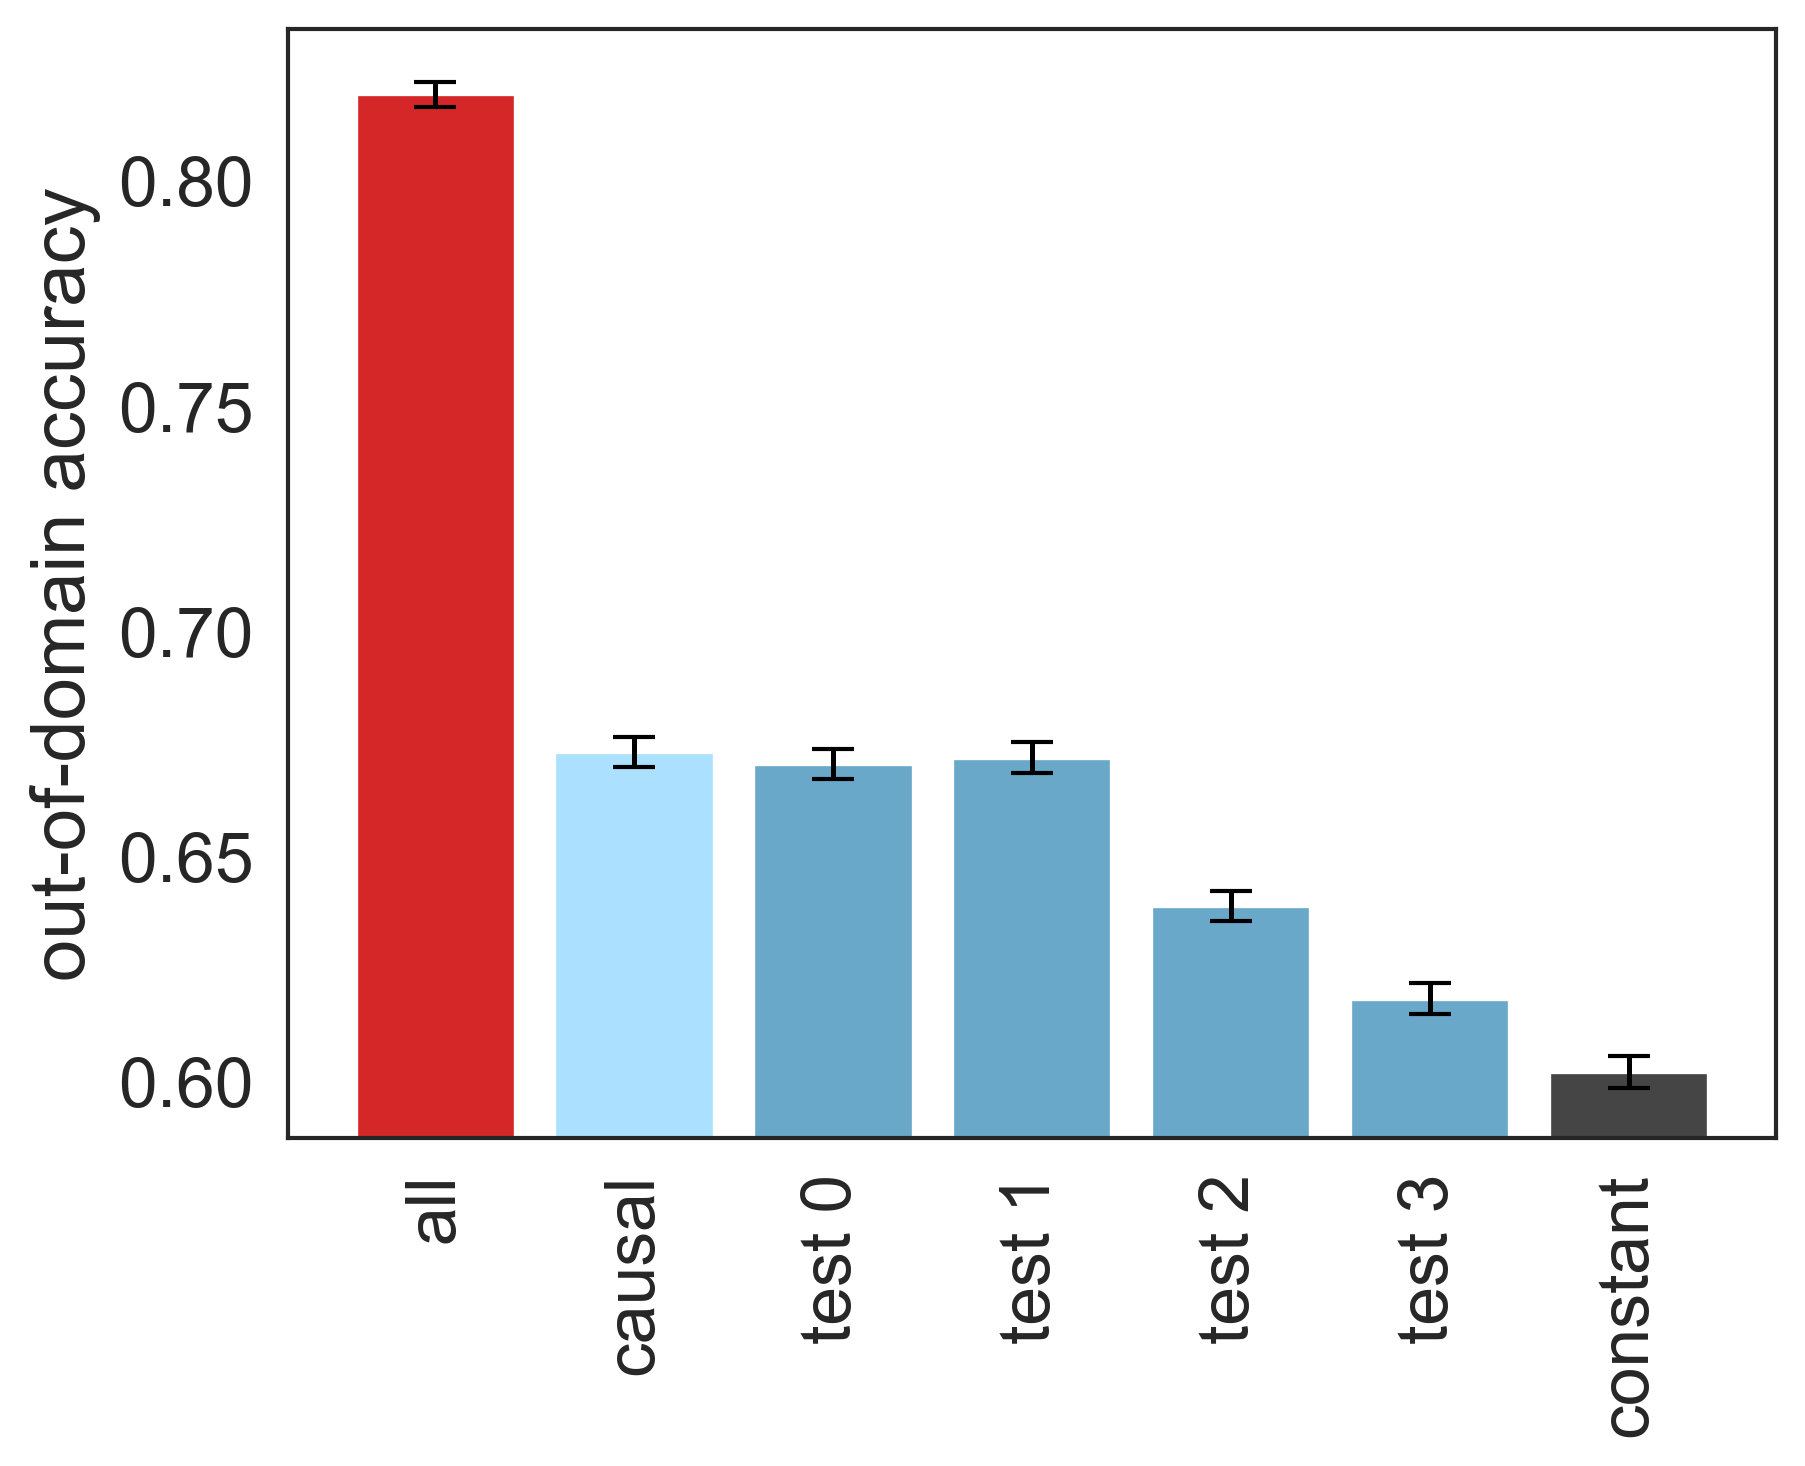 out-of-domain accuracy
0.80
0.75
0.70
0.65
0.60
all
causal
test 0
test 1
test 2
test 3
constant